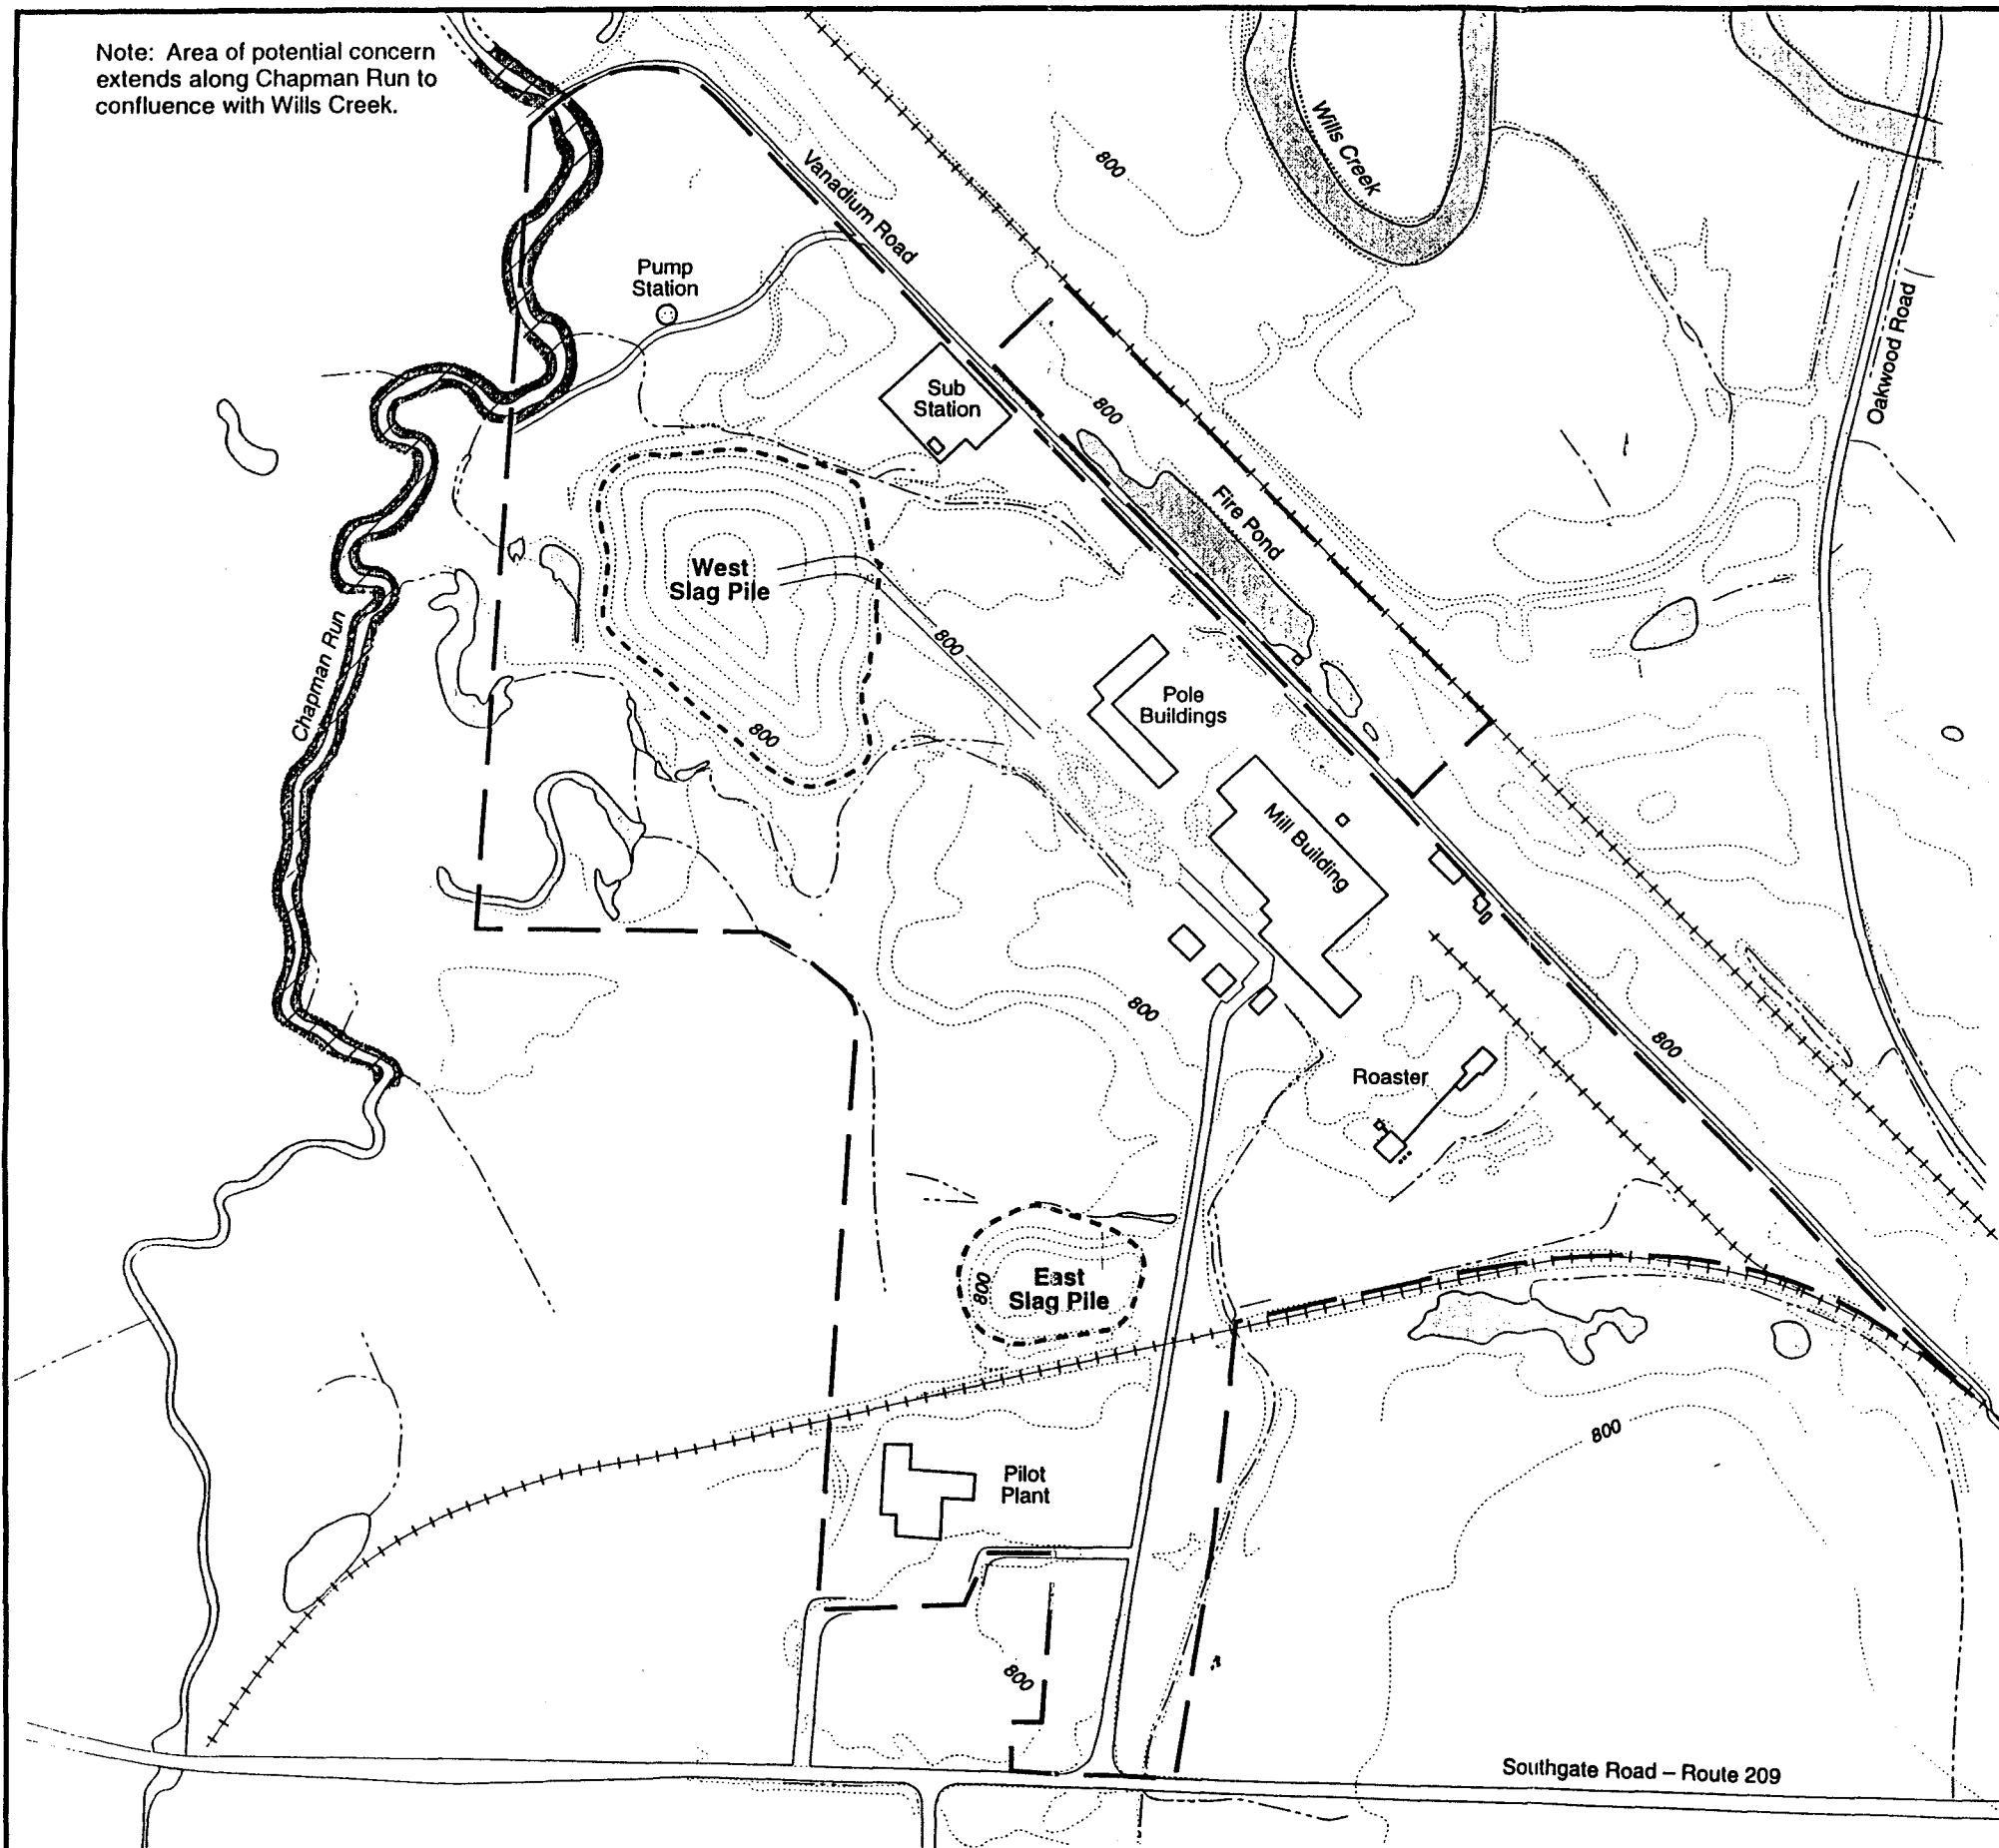 Note: Area of potential concern
extends along Chapman Run to
confluence with Wills Creek.
Vanadium Road
800
Wills Creek
Pump
Station
Oakwood Road
Sub
Station
800
Fire Pond
West
Slag Pile
800
Chapman Run
Pole
Buildings
800
Mill Building
800
800
Roaster
800
East
Slag Pile
800
Pilot
Plant
800
Southgate Road – Route 209